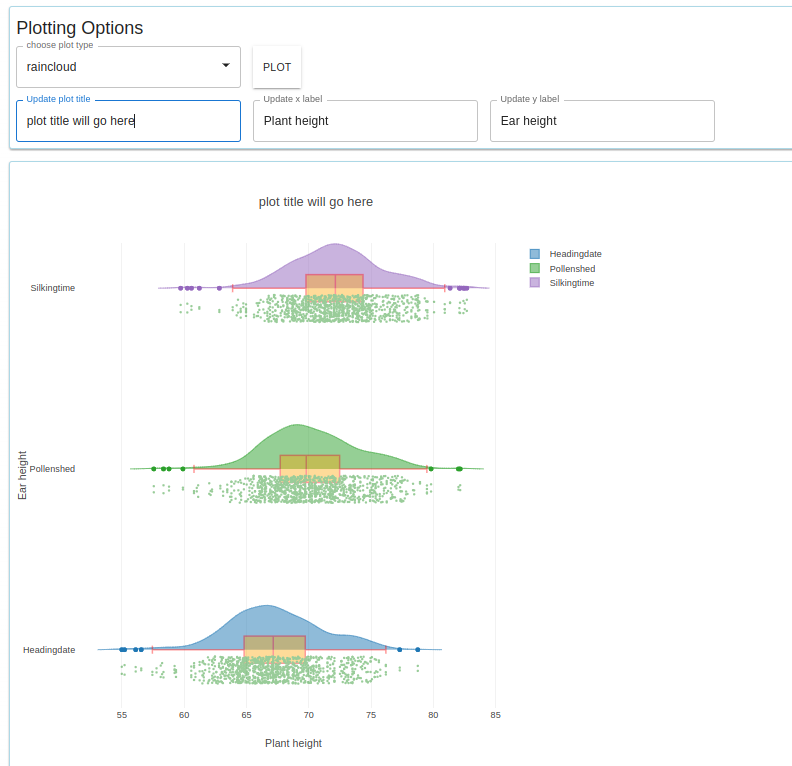 Plotting Options
choose plot type
raincloud
PLOT
Update plot title
Update x label
Update y label
plot title will go here
Plant height
Ear height
plot title will go here
Headingdate
Pollenshed
Silkingtime
Silkingtime
Pollenshed
Ear height
Headingdate
55 60 65 70 75 80 85
Plant height